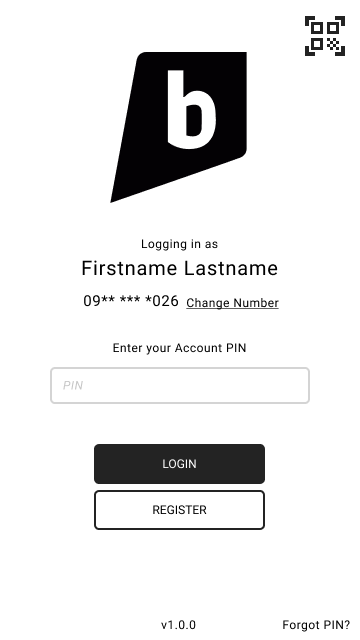 b
Logging in as
Firstname Lastname
09** *** *026 Change Number
Enter your Account PIN
PIN
LOGIN
REGISTER
v1.0.0 Forgot PIN?